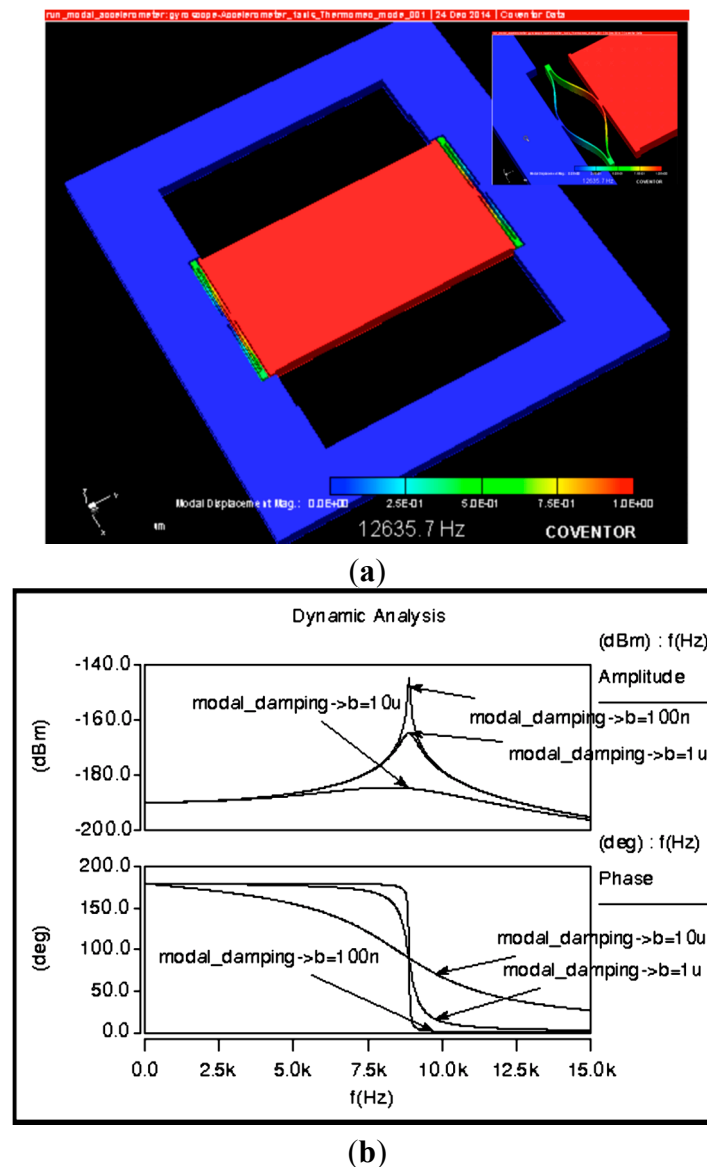 run_modal_accelerometer: gyroscope-Accelerometer_failk_Thermomec_mode_001 | 24 Dec 2014 | Coventor Data
12635.7 Hz
COVENTOR
Modal Displacement Mag.: 0.0E+00 2.5E-01 5.0E-01 7.5E-01 1.0E+00
um
12635.7 Hz
COVENTOR
(a)
Dynamic Analysis
(dBm) : f(Hz)
Amplitude
-140.0
-160.0
-180.0
-200.0
(dBm)
modal_damping->b=10u
modal_damping->b=100n
modal_damping->b=1u
(deg) : f(Hz)
Phase
200.0
150.0
100.0
50.0
0.0
(deg)
modal_damping->b=10u
modal_damping->b=100n
modal_damping->b=1u
0.0 2.5k 5.0k 7.5k 10.0k 12.5k 15.0k
f(Hz)
(b)